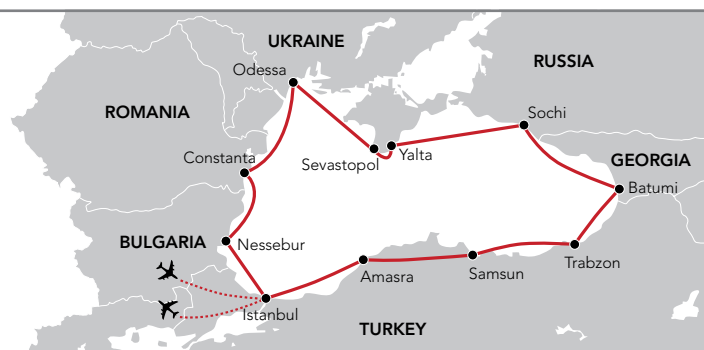 UKRAINE
Odessa
RUSSIA
ROMANIA
Sochi
Constanta
Sevastopol
Yalta
GEORGIA
Batumi
BULGARIA
Nessebur
Trabzon
Amasra
Samsun
Istanbul
TURKEY